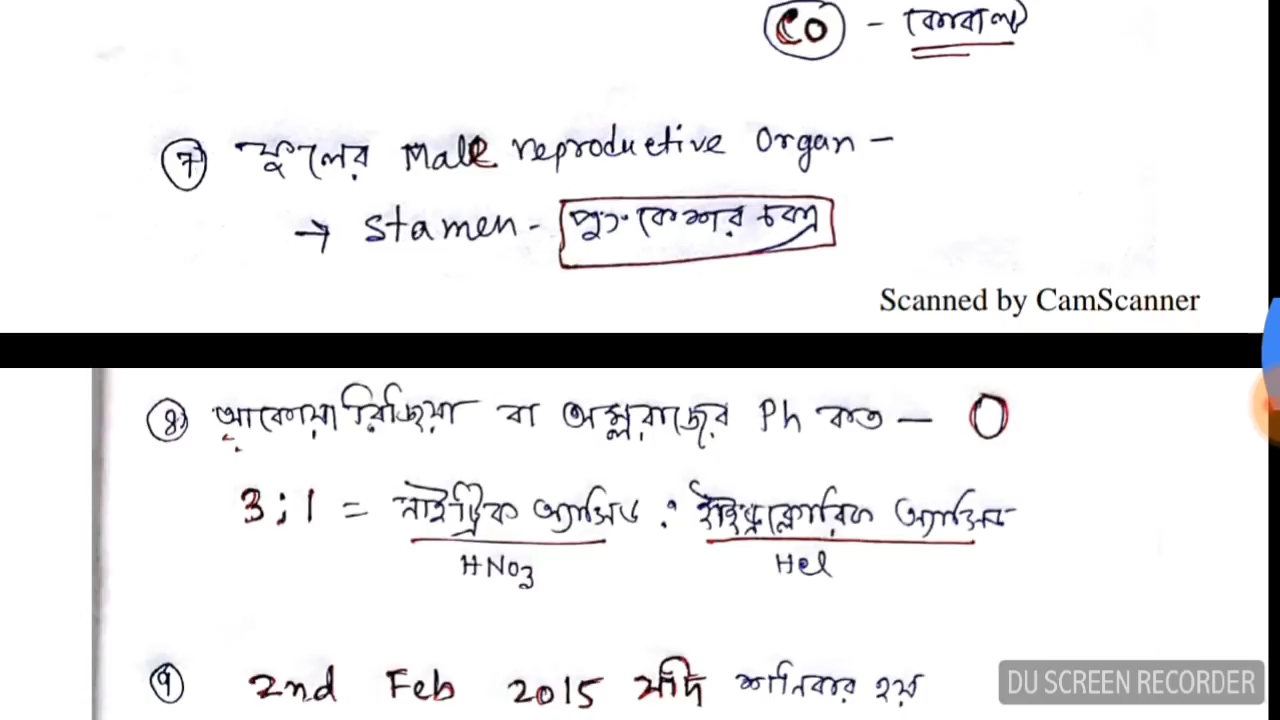 Co - কোবাল্ট
7 ফুলের Male reproductive Organ -
→ Stamen - পুং কেশর চক্র
Scanned by CamScanner
8 আকোয়া রিজিয়া বা অম্লরাজের Ph কত - 0
3:1 = নাইট্রিক অ্যাসিড : হাইড্রক্লোরিক অ্যাসিড
HNO3 Hcl
9 2nd Feb 2015 যদি শনিবার হয়
DU SCREEN RECORDER